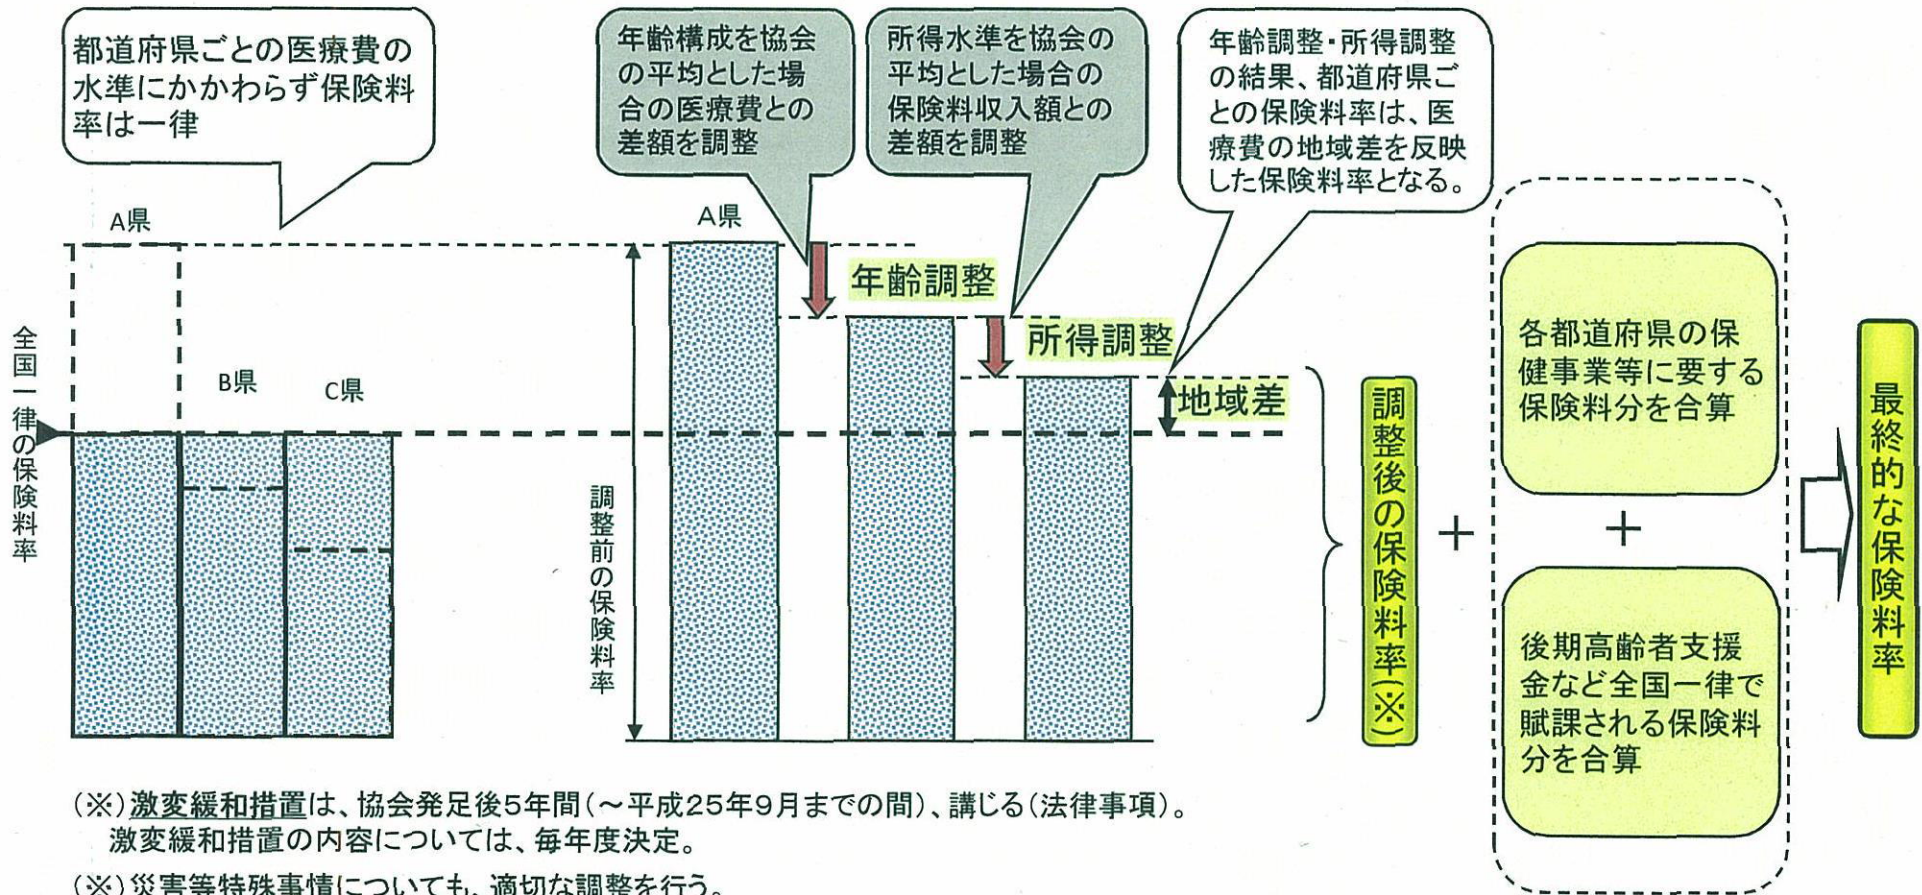 都道府県ごとの医療費の
水準にかかわらず保険料
率は一律
年齢構成を協会
の平均とした場
合の医療費との
差額を調整
所得水準を協会の
平均とした場合の
保険料収入額との
差額を調整
年齢調整・所得調整
の結果、都道府県ご
との保険料率は、医
療費の地域差を反映
した保険料率となる。
A県
B県
C県
全国一律の保険料率
A県
年齢調整
所得調整
地域差
調整前の保険料率
調整後の保険料率(※)
+
各都道府県の保
健事業等に要する
保険料分を合算
+
後期高齢者支援
金など全国一律で
賦課される保険料
分を合算
最終的な保険料率
(※)激変緩和措置は、協会発足後5年間(~平成25年9月までの間)、講じる(法律事項)。
激変緩和措置の内容については、毎年度決定。
(※)災害等特殊事情についても、適切な調整を行う。